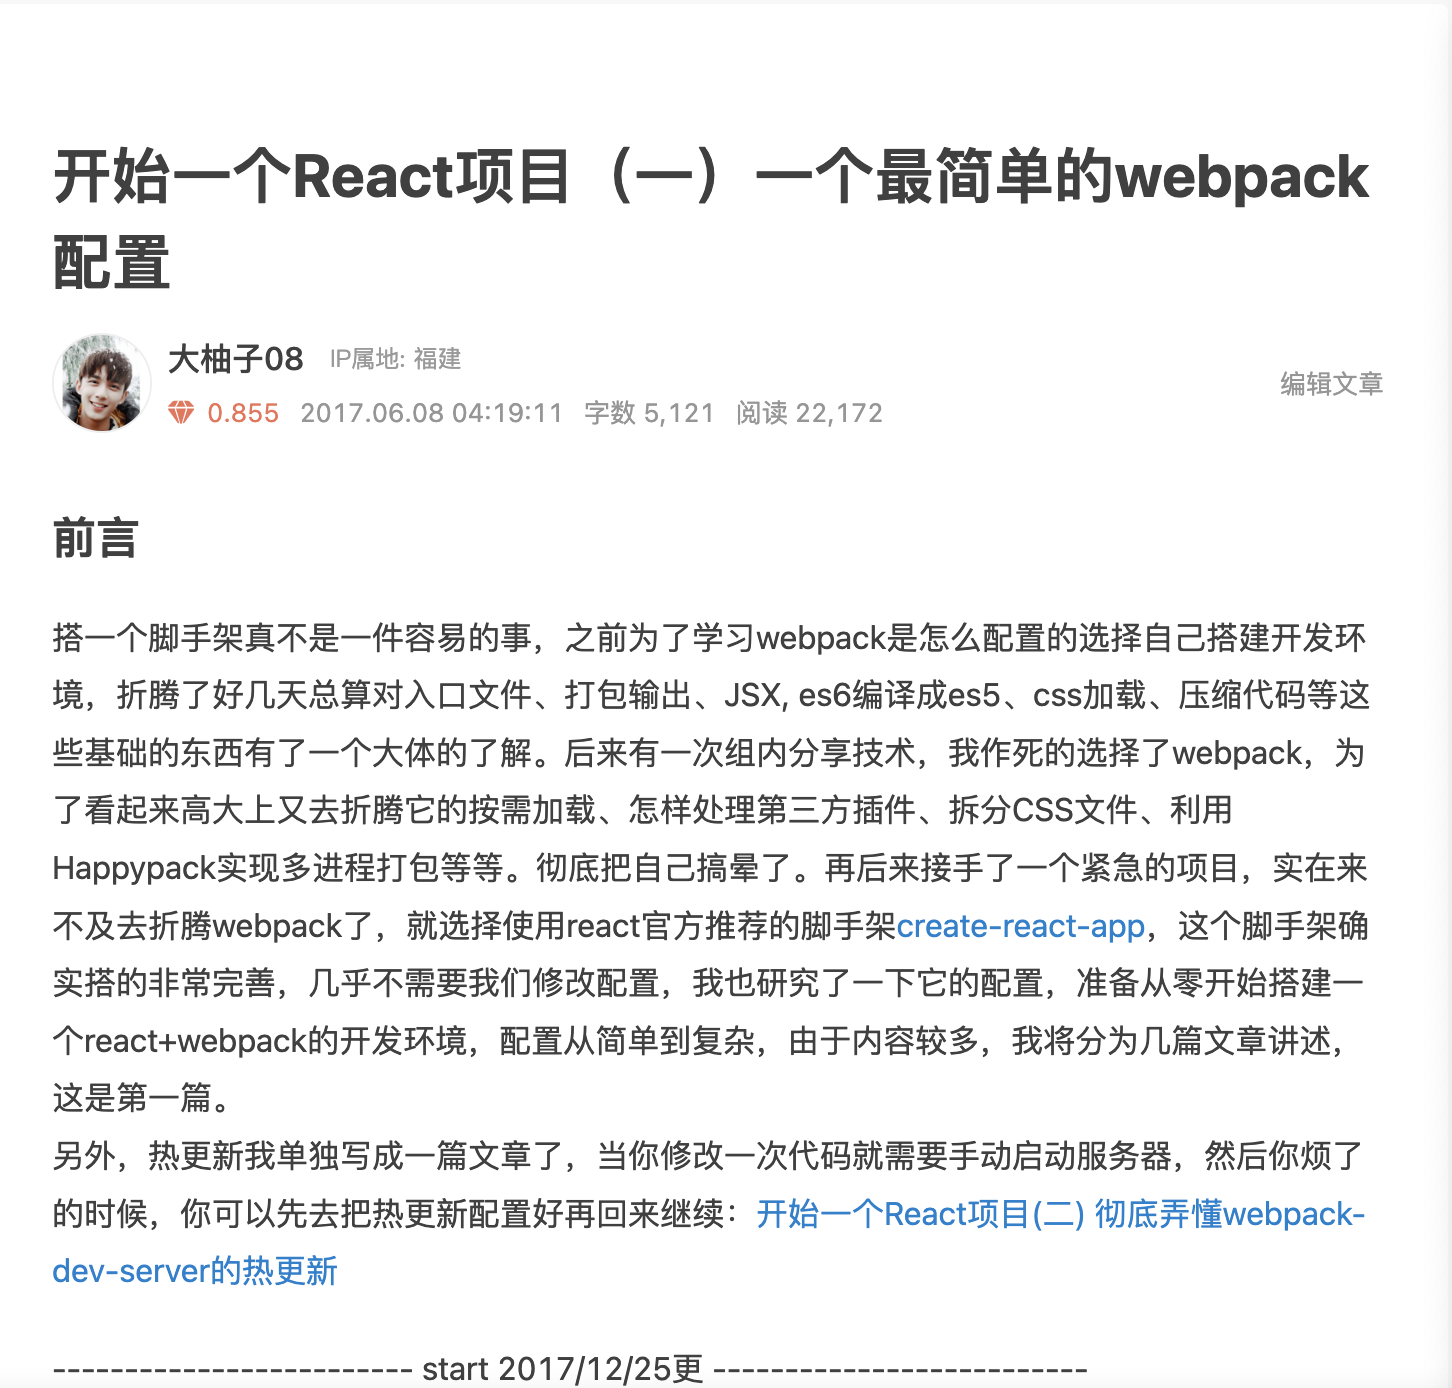 开始一个React项目（一）一个最简单的webpack
配置
大柚子08 IP属地: 福建
编辑文章
0.855 2017.06.08 04:19:11 字数 5,121 阅读 22,172
前言
搭一个脚手架真不是一件容易的事，之前为了学习webpack是怎么配置的选择自己搭建开发环
境，折腾了好几天总算对入口文件、打包输出、JSX, es6编译成es5、css加载、压缩代码等这
些基础的东西有了一个大体的了解。后来有一次组内分享技术，我作死的选择了webpack，为
了看起来高大上又去折腾它的按需加载、怎样处理第三方插件、拆分CSS文件、利用
Happypack实现多进程打包等等。彻底把自己搞晕了。再后来接手了一个紧急的项目，实在来
不及去折腾webpack了，就选择使用react官方推荐的脚手架create-react-app，这个脚手架确
实搭的非常完善，几乎不需要我们修改配置，我也研究了一下它的配置，准备从零开始搭建一
个react+webpack的开发环境，配置从简单到复杂，由于内容较多，我将分为几篇文章讲述，
这是第一篇。
另外，热更新我单独写成一篇文章了，当你修改一次代码就需要手动启动服务器，然后你烦了
的时候，你可以先去把热更新配置好再回来继续：开始一个React项目(二) 彻底弄懂webpack-
dev-server的热更新
------------------------- start 2017/12/25更 --------------------------